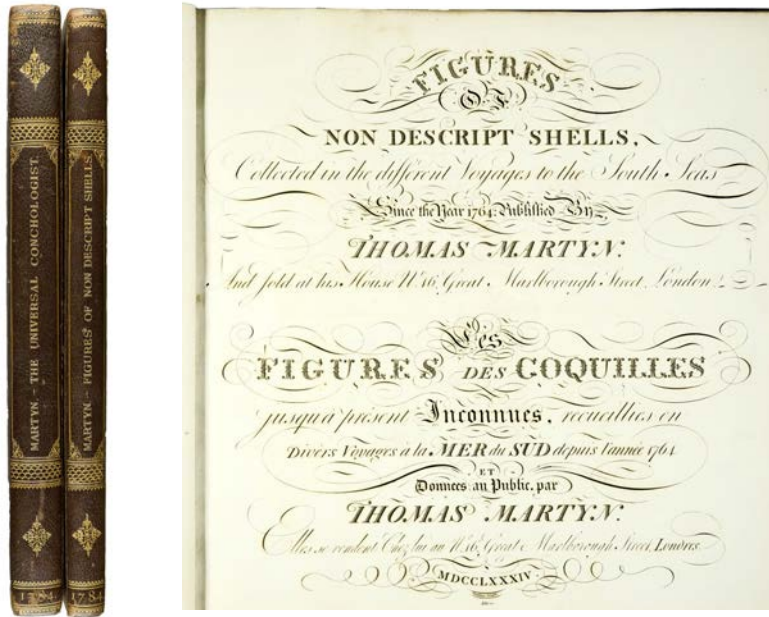 MARTYN. – THE UNIVERSAL CONCHOLOGIST.
1784.
MARTYN. – FIGURES OF NON DESCRIPT SHELLS
1784.
FIGURES
OF
NON DESCRIPT SHELLS,
Collected in the different Voyages to the South Seas
Since the Year 1764: Published By
THOMAS MARTYN.
And sold at his House No. 16, Great Marlborough Street, London.
Les
FIGURES DES COQUILLES
jusqu'a présent Inconnues, recueillies en
Divers Voyages à la MER du SUD depuis l'année 1764
ET
Données au Public, par
THOMAS MARTYN.
Elles se vendent Chez lui au No. 16, Great Marlborough Street, Londres.
MDCCLXXXIV.